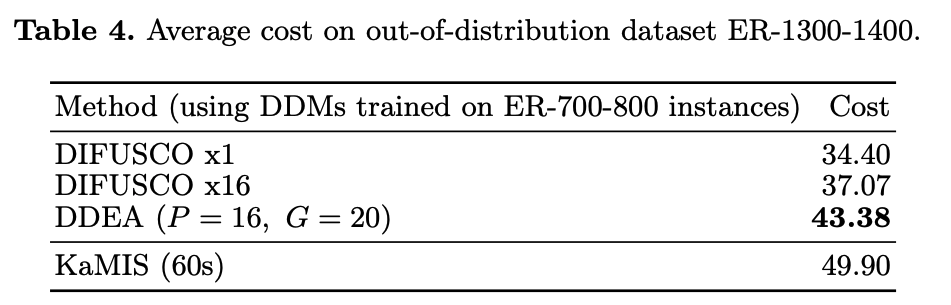 Table 4. Average cost on out-of-distribution dataset ER-1300-1400.
Method (using DDMs trained on ER-700-800 instances) Cost
DIFUSCO x1 34.40
DIFUSCO x16 37.07
DDEA (P = 16, G = 20) 43.38
KaMIS (60s) 49.90